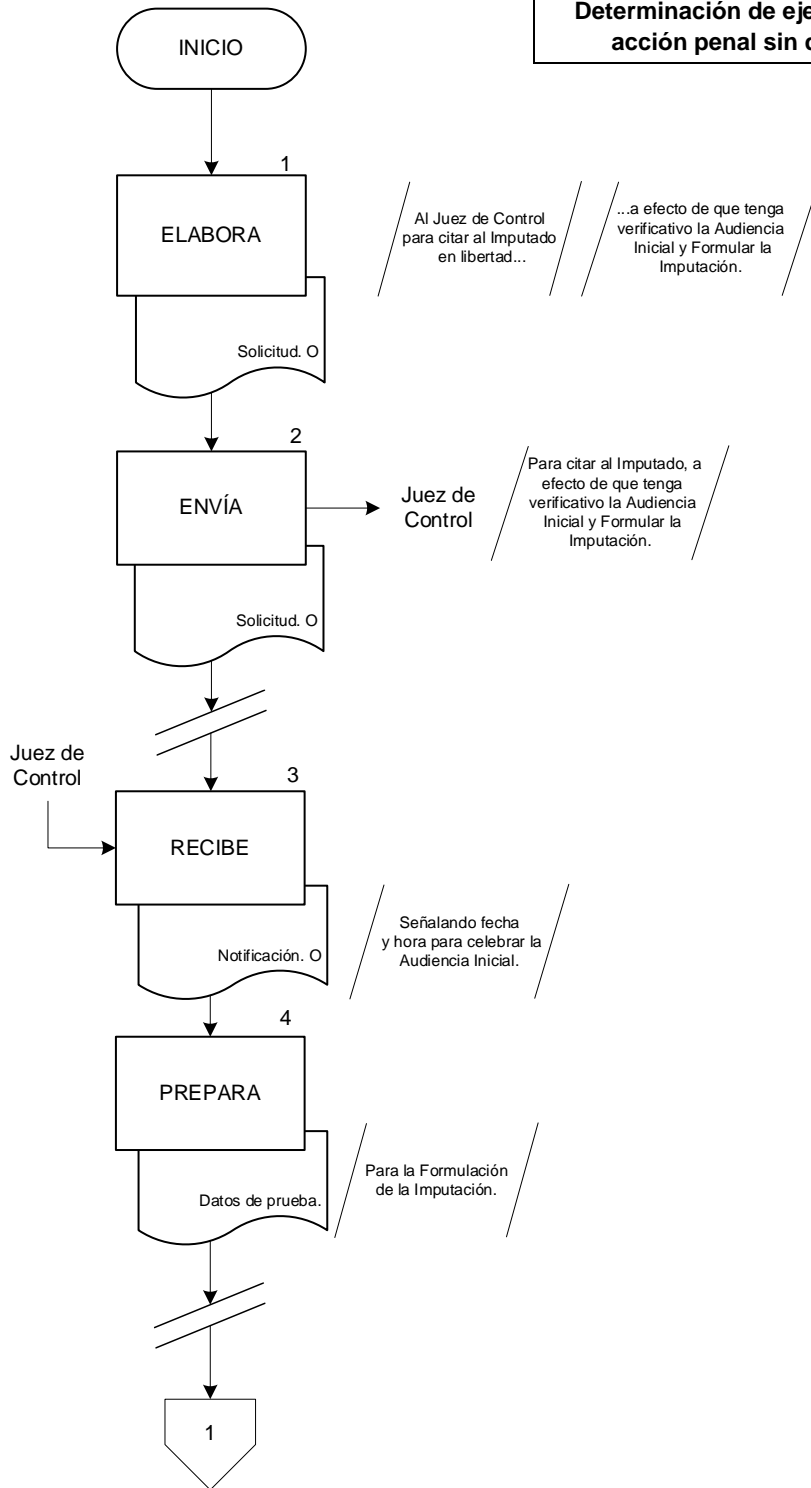 Determinación de eje
acción penal sin
INICIO
1
ELABORA
Al Juez de Control
para citar al Imputado
en libertad...
...a efecto de que tenga
verificativo la Audiencia
Inicial y Formular la
Imputación.
Solicitud. O
2
ENVÍA
Juez de
Control
Para citar al Imputado, a
efecto de que tenga
verificativo la Audiencia
Inicial y Formular la
Imputación.
Solicitud. O
Juez de
Control
3
RECIBE
Señalando fecha
y hora para celebrar la
Audiencia Inicial.
Notificación. O
4
PREPARA
Para la Formulación
de la Imputación.
Datos de prueba.
1